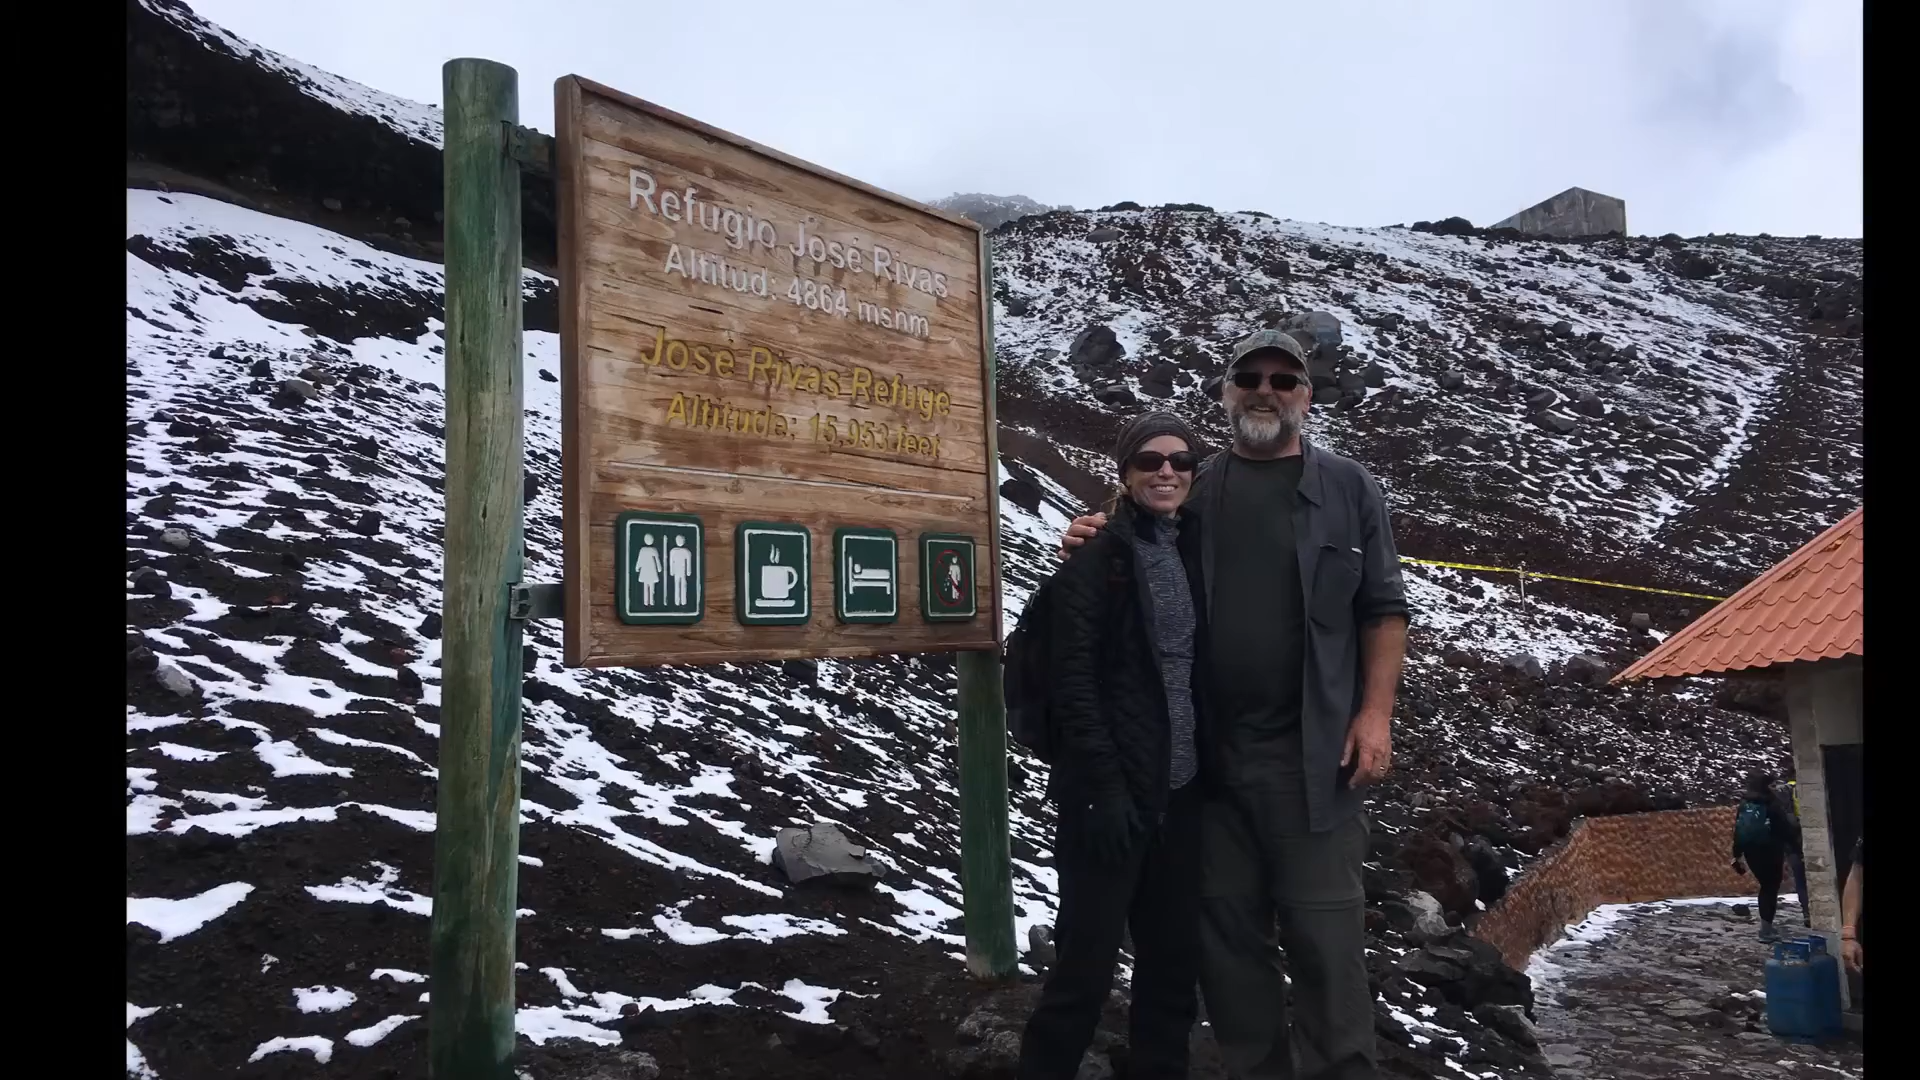 Refugio José Rivas
Altitud: 4864 msnm
José Rivas Refuge
Altitude: 15,953 feet